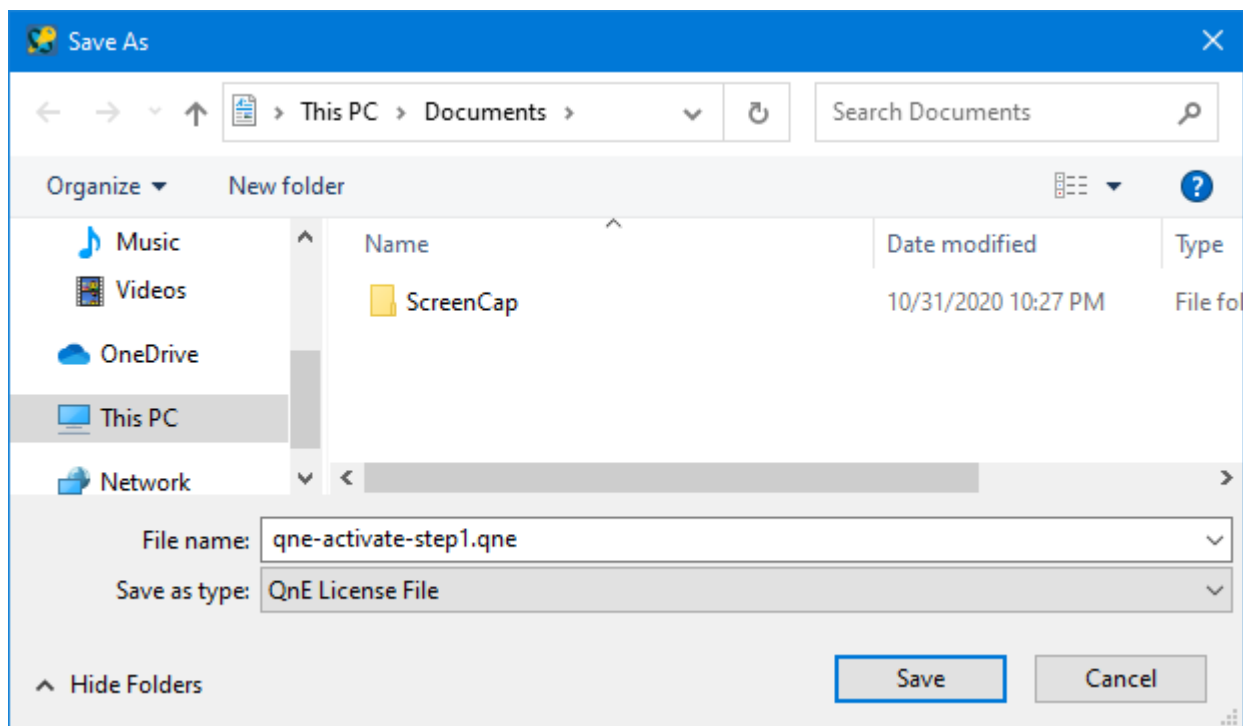 Save As
This PC > Documents >
Search Documents
Organize
New folder
Music
Videos
OneDrive
This PC
Network
Name
Date modified
Type
ScreenCap
10/31/2020 10:27 PM
File fol
File name: qne-activate-step1.qne
Save as type: QnE License File
Hide Folders
Save
Cancel